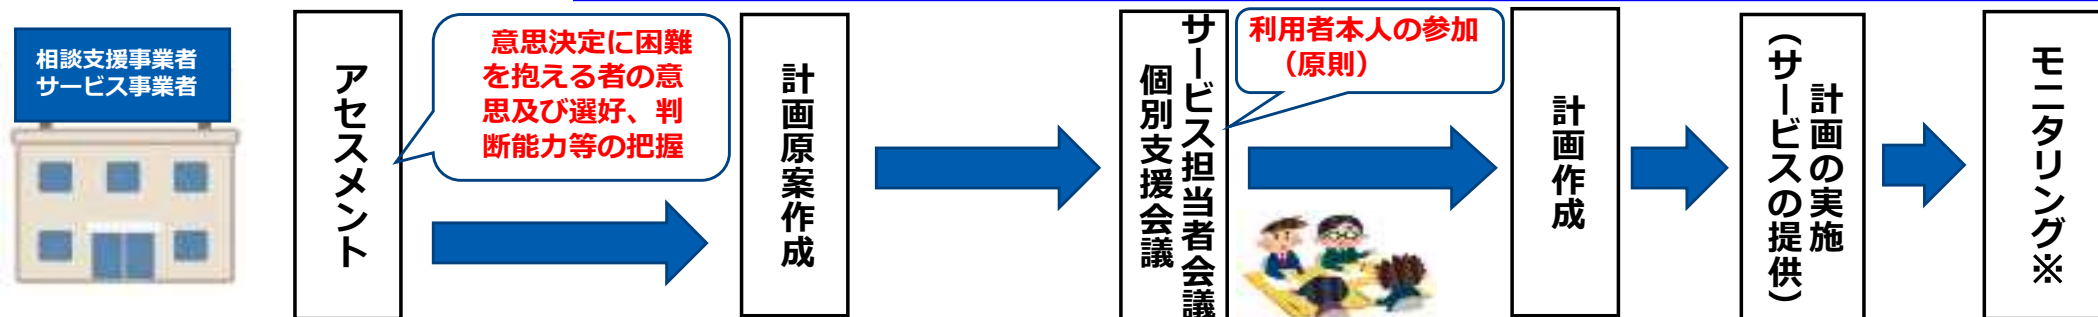 相談支援事業者
サービス事業者
アセスメント
意思決定に困難
を抱える者の意
思及び選好、判
断能力等の把握
計画原案作成
サービス担当者会議
個別支援会議
利用者本人の参加
（原則）
計画作成
計画の実施
（サービスの提供）
モニタリング※